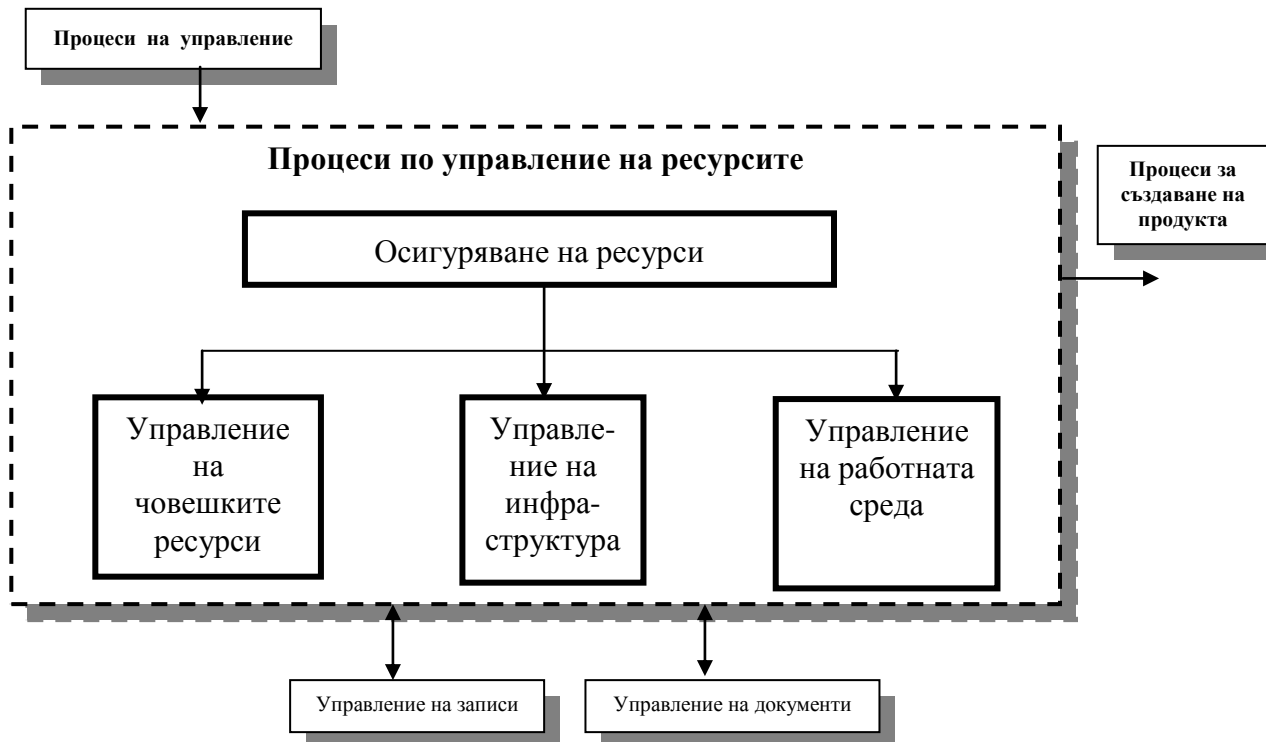 Процеси на управление
Процеси по управление на ресурсите
Процеси за
създаване на
продукта
Осигуряване на ресурси
Управление
на
човешките
ресурси
Управле-
ние на
инфра-
структура
Управление
на работната
среда
Управление на записи
Управление на документи